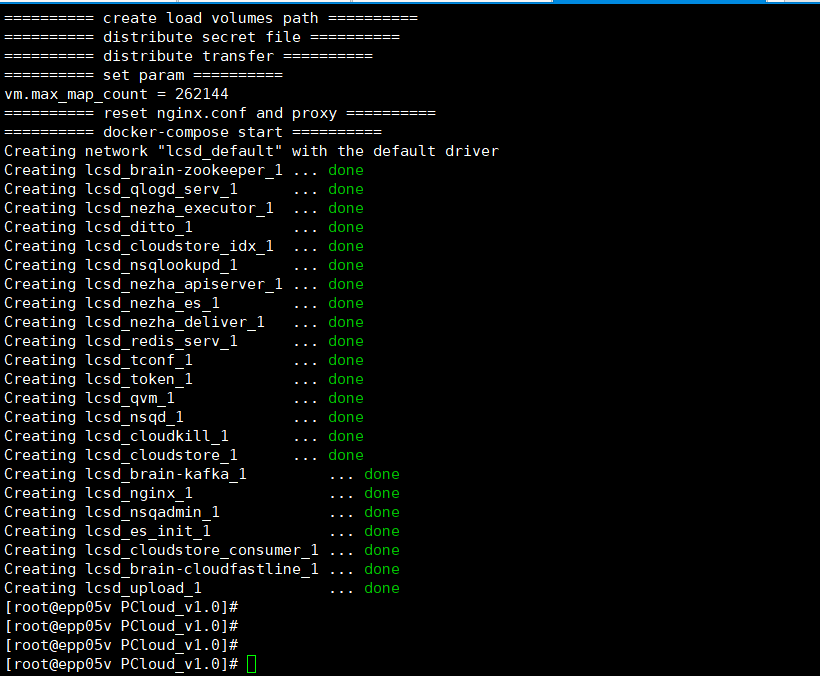 ========== create load volumes path ==========
========== distribute secret file ==========
========== distribute transfer ==========
========== set param ==========
vm.max_map_count = 262144
========== reset nginx.conf and proxy ==========
========== docker-compose start ==========
Creating network "lcsd_default" with the default driver
Creating lcsd_brain-zookeeper_1 ... done
Creating lcsd_qlogd_serv_1      ... done
Creating lcsd_nezha_executor_1  ... done
Creating lcsd_ditto_1           ... done
Creating lcsd_cloudstore_idx_1  ... done
Creating lcsd_nsqlookupd_1      ... done
Creating lcsd_nezha_apiserver_1 ... done
Creating lcsd_nezha_es_1        ... done
Creating lcsd_nezha_deliver_1   ... done
Creating lcsd_redis_serv_1      ... done
Creating lcsd_tconf_1           ... done
Creating lcsd_token_1           ... done
Creating lcsd_qvm_1             ... done
Creating lcsd_nsqd_1            ... done
Creating lcsd_cloudkill_1       ... done
Creating lcsd_cloudstore_1      ... done
Creating lcsd_brain-kafka_1         ... done
Creating lcsd_nginx_1               ... done
Creating lcsd_nsqadmin_1            ... done
Creating lcsd_es_init_1             ... done
Creating lcsd_cloudstore_consumer_1 ... done
Creating lcsd_brain-cloudfastline_1 ... done
Creating lcsd_upload_1              ... done
[root@epp05v PCloud_v1.0]#
[root@epp05v PCloud_v1.0]#
[root@epp05v PCloud_v1.0]#
[root@epp05v PCloud_v1.0]#